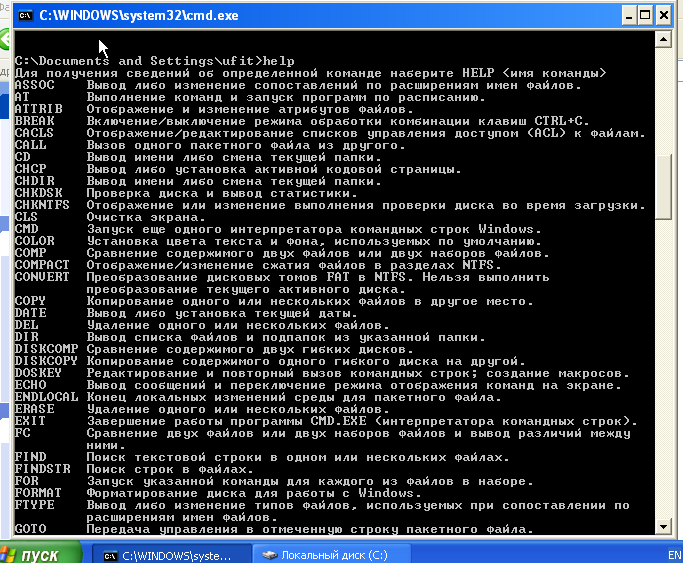 C:\WINDOWS\system32\cmd.exe
C:\Documents and Settings\ufit>help
Для получения сведений об определенной команде наберите HELP <имя команды>
ASSOC Вывод либо изменение сопоставлений по расширениям имен файлов.
AT Выполнение команд и запуск программ по расписанию.
ATTRIB Отображение и изменение атрибутов файлов.
BREAK Включение/выключение режима обработки комбинации клавиш CTRL+C.
CACLS Отображение/редактирование списков управления доступом (ACL) к файлам.
CALL Вызов одного пакетного файла из другого.
CD Вывод имени либо смена текущей папки.
CHCP Вывод либо установка активной кодовой страницы.
CHDIR Вывод имени либо смена текущей папки.
CHKDSK Проверка диска и вывод статистики.
CHKNTFS Отображение или изменение выполнения проверки диска во время загрузки.
CLS Очистка экрана.
CMD Запуск еще одного интерпретатора командных строк Windows.
COLOR Установка цвета текста и фона, используемых по умолчанию.
COMP Сравнение содержимого двух файлов или двух наборов файлов.
COMPACT Отображение/изменение сжатия файлов в разделах NTFS.
CONVERT Преобразование дисковых томов FAT в NTFS. Нельзя выполнить
преобразование текущего активного диска.
COPY Копирование одного или нескольких файлов в другое место.
DATE Вывод либо установка текущей даты.
DEL Удаление одного или нескольких файлов.
DIR Вывод списка файлов и подпапок из указанной папки.
DISKCOMP Сравнение содержимого двух гибких дисков.
DISKCOPY Копирование содержимого одного гибкого диска на другой.
DOSKEY Редактирование и повторный вызов командных строк; создание макросов.
ECHO Вывод сообщений и переключение режима отображения команд на экране.
ENDLOCAL Конец локальных изменений среды для пакетного файла.
ERASE Удаление одного или нескольких файлов.
EXIT Завершение работы программы CMD.EXE (интерпретатора командных строк).
FC Сравнение двух файлов или двух наборов файлов и вывод различий между
ними.
FIND Поиск текстовой строки в одном или нескольких файлах.
FINDSTR Поиск строк в файлах.
FOR Запуск указанной команды для каждого из файлов в наборе.
FORMAT Форматирование диска для работы с Windows.
FTYPE Вывод либо изменение типов файлов, используемых при сопоставлении по
расширениям имен файлов.
GOTO Передача управления в отмеченную строку пакетного файла.
пуск C:\WINDOWS\syste... Локальный диск (C:) EN